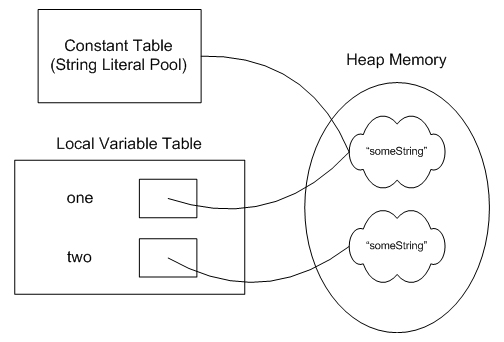 Constant Table
(String Literal Pool)
Heap Memory
"someString"
Local Variable Table
one
two
"someString"